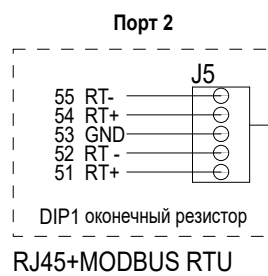 Порт 2
J5
55 RT-
54 RT+
53 GND
52 RT -
51 RT+
DIP1 оконечный резистор
RJ45+MODBUS RTU